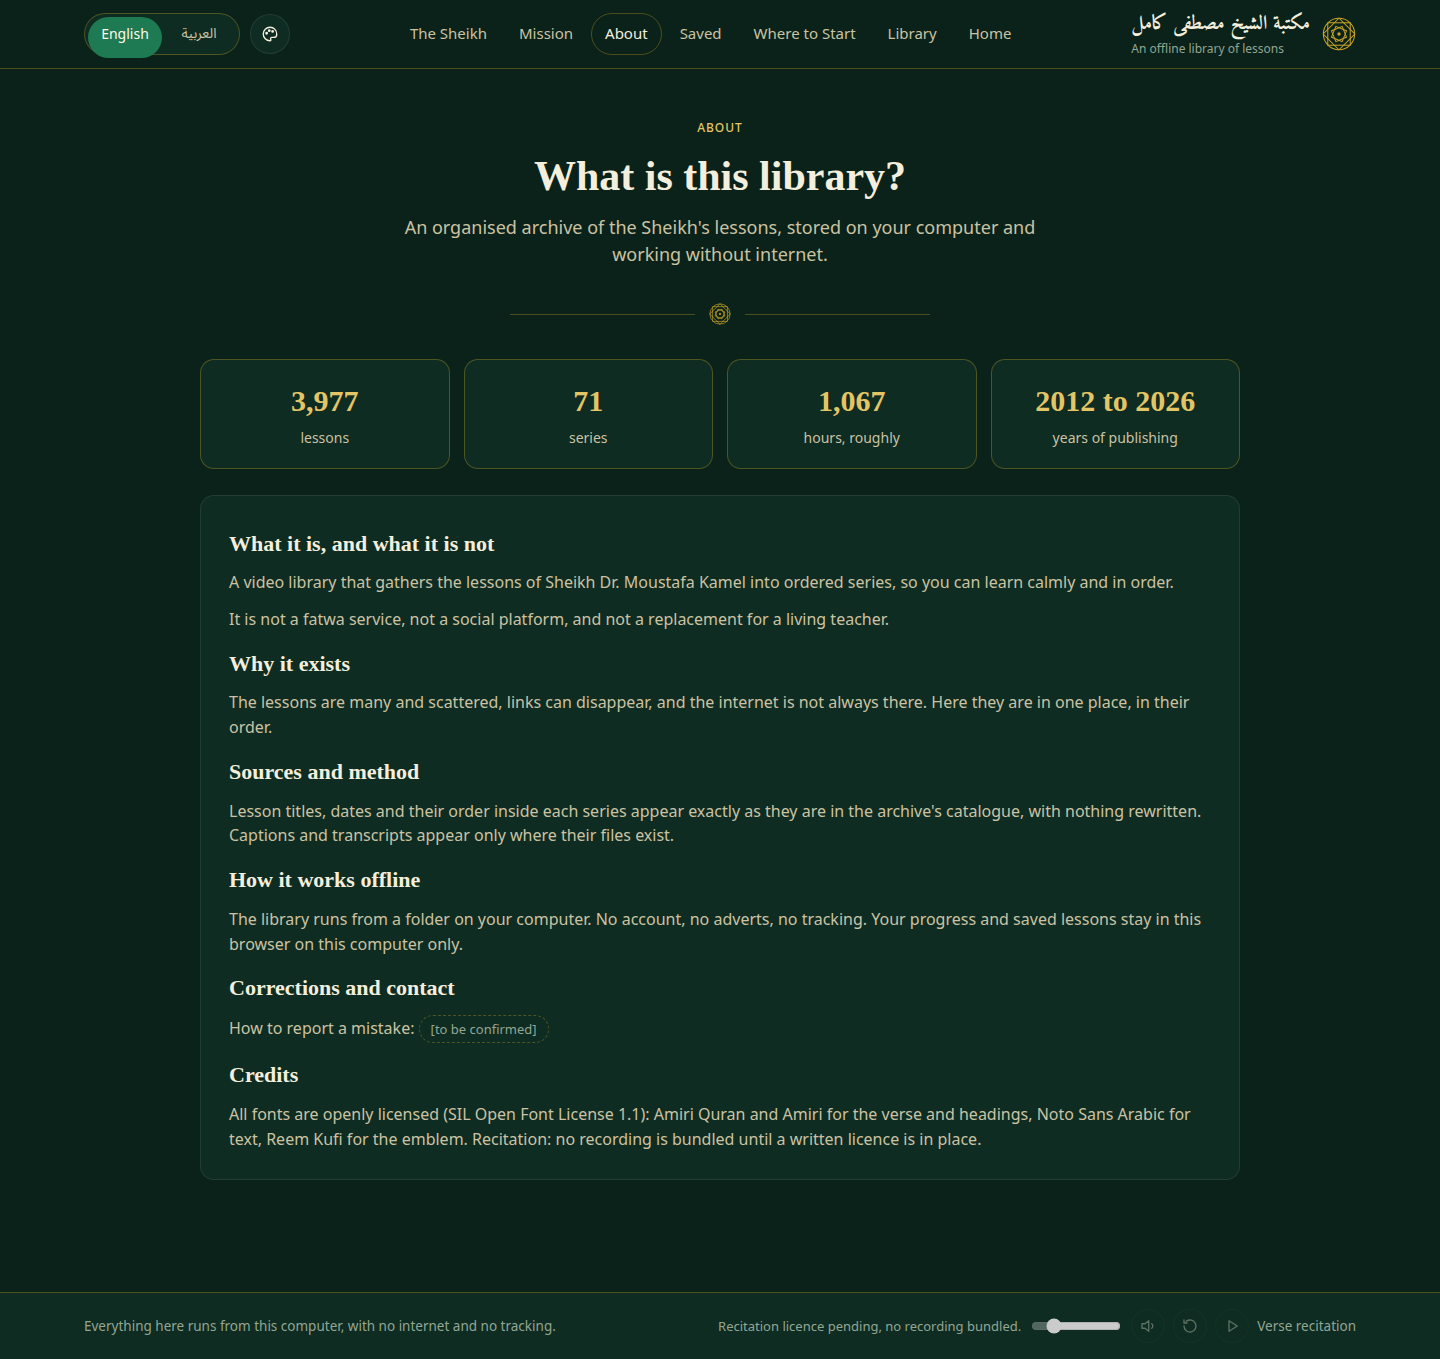 English
العربية
The Sheikh
Mission
About
Saved
Where to Start
Library
Home
مكتبة الشيخ مصطفى كامل
An offline library of lessons
ABOUT
What is this library?
An organised archive of the Sheikh's lessons, stored on your computer and
working without internet.
3,977
lessons
71
series
1,067
hours, roughly
2012 to 2026
years of publishing
What it is, and what it is not
A video library that gathers the lessons of Sheikh Dr. Moustafa Kamel into ordered series, so you can learn calmly and in order.
It is not a fatwa service, not a social platform, and not a replacement for a living teacher.
Why it exists
The lessons are many and scattered, links can disappear, and the internet is not always there. Here they are in one place, in their
order.
Sources and method
Lesson titles, dates and their order inside each series appear exactly as they are in the archive's catalogue, with nothing rewritten.
Captions and transcripts appear only where their files exist.
How it works offline
The library runs from a folder on your computer. No account, no adverts, no tracking. Your progress and saved lessons stay in this
browser on this computer only.
Corrections and contact
How to report a mistake: [to be confirmed]
Credits
All fonts are openly licensed (SIL Open Font License 1.1): Amiri Quran and Amiri for the verse and headings, Noto Sans Arabic for
text, Reem Kufi for the emblem. Recitation: no recording is bundled until a written licence is in place.
Everything here runs from this computer, with no internet and no tracking.
Recitation licence pending, no recording bundled.
Verse recitation